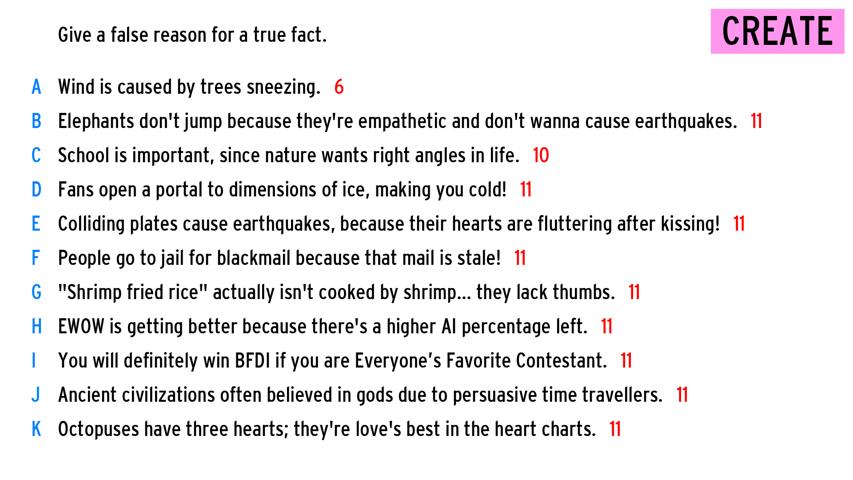 Give a false reason for a true fact.
CREATE
A Wind is caused by trees sneezing. 6
B Elephants don't jump because they're empathetic and don't wanna cause earthquakes. 11
C School is important, since nature wants right angles in life. 10
D Fans open a portal to dimensions of ice, making you cold! 11
E Colliding plates cause earthquakes, because their hearts are fluttering after kissing! 11
F People go to jail for blackmail because that mail is stale! 11
G "Shrimp fried rice" actually isn't cooked by shrimp... they lack thumbs. 11
H EWOW is getting better because there's a higher AI percentage left. 11
I You will definitely win BFDI if you are Everyone’s Favorite Contestant. 11
J Ancient civilizations often believed in gods due to persuasive time travellers. 11
K Octopuses have three hearts; they're love's best in the heart charts. 11